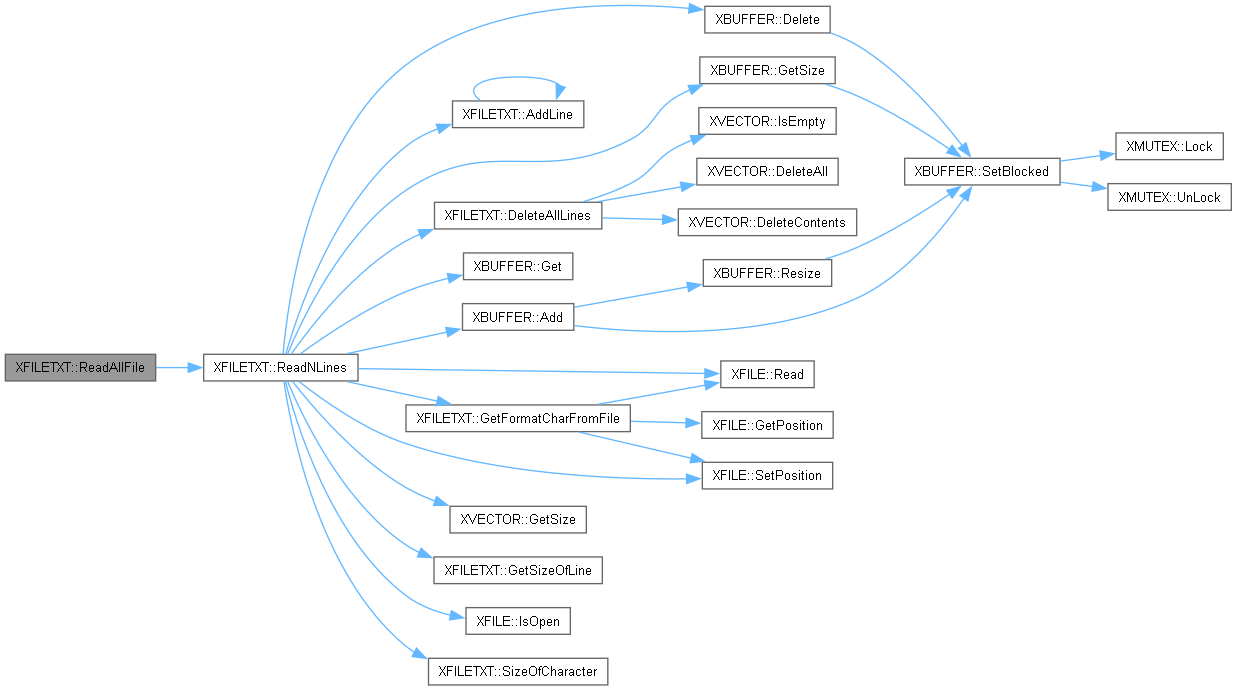 XBUFFER::Delete
XBUFFER::GetSize
XFILETXT::AddLine
XVECTOR::IsEmpty
XMUTEX::Lock
XVECTOR::DeleteAll
XBUFFER::SetBlocked
XMUTEX::UnLock
XFILETXT::DeleteAllLines
XVECTOR::DeleteContents
XBUFFER::Get
XBUFFER::Resize
XBUFFER::Add
XFILETXT::ReadAllFile
XFILETXT::ReadNLines
XFILE::Read
XFILETXT::GetFormatCharFromFile
XFILE::GetPosition
XFILE::SetPosition
XVECTOR::GetSize
XFILETXT::GetSizeOfLine
XFILE::IsOpen
XFILETXT::SizeOfCharacter